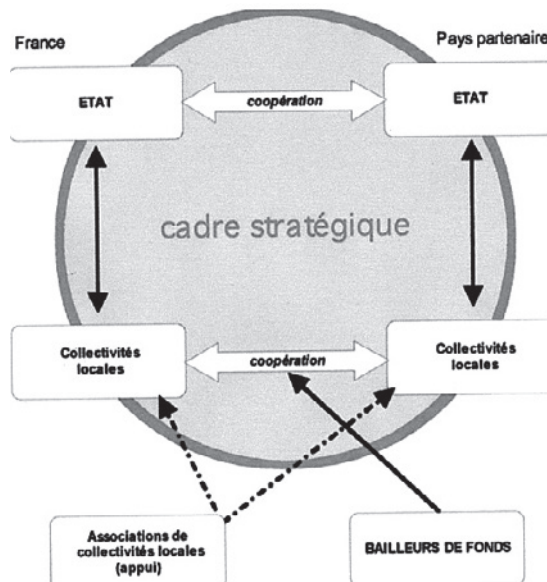 France
Pays partenaire
ETAT
coopération
ETAT
cadre stratégique
Collectivités
locales
coopération
Collectivités
locales
Associations de
collectivités locales
(appui)
BAILLEURS DE FONDS